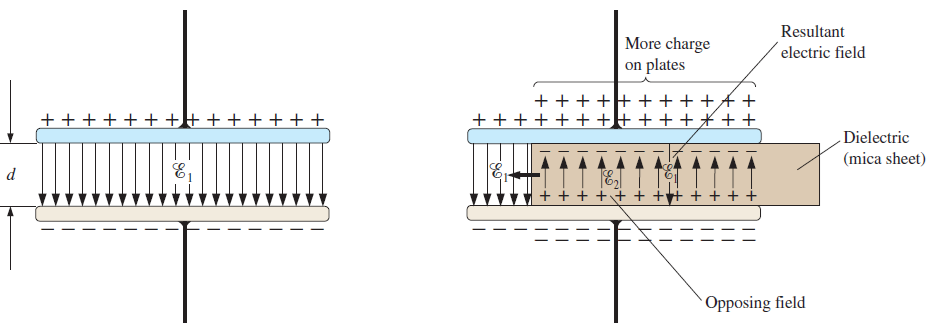 + + + + + + + + + + + + + + +
d
ℰ1
– – – – – – – – – – – – – –
More charge
on plates
Resultant
electric field
+ + + + + + + + + + +
+ + + + + + + + + + + + + +
Dielectric
(mica sheet)
ℰ1
ℰ2
ℰ1
+ + + + + + + + + + +
Opposing field